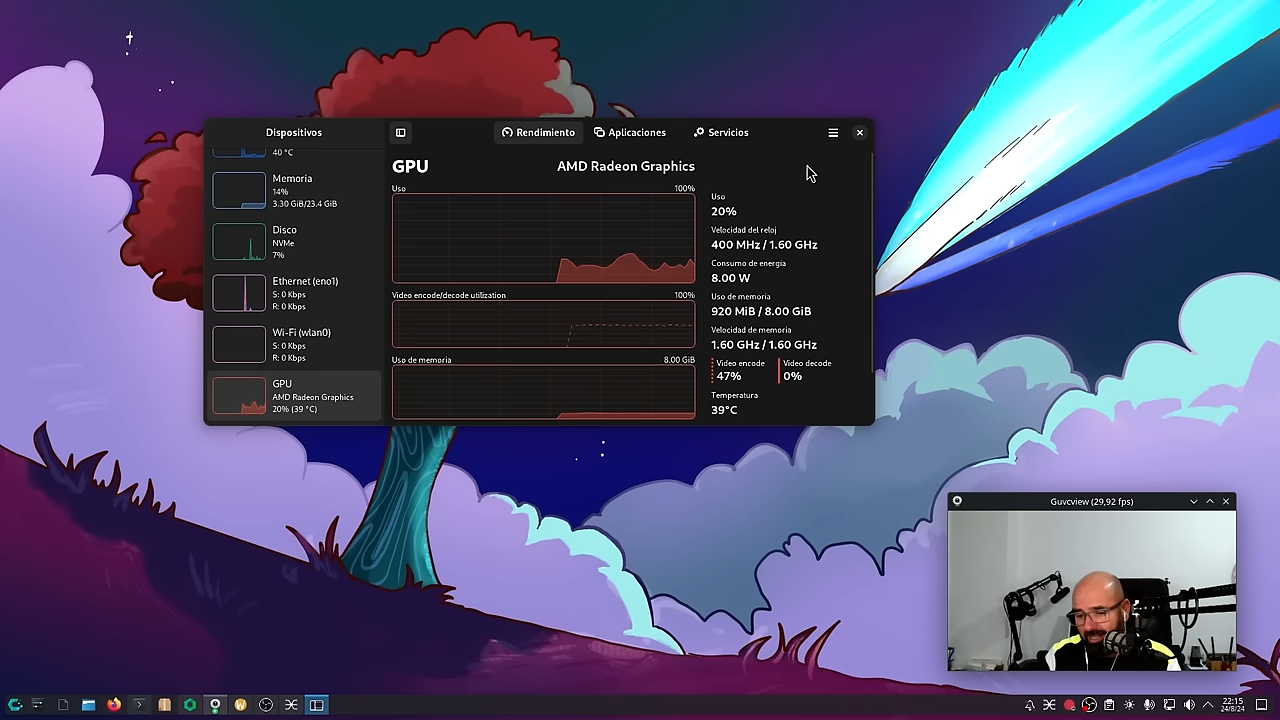 Dispositivos
Rendimiento
Aplicaciones
Servicios
40 °C
Memoria
14%
3.30 GiB/23.4 GiB
Disco
NVMe
7%
Ethernet (eno1)
S: 0 Kbps
R: 0 Kbps
Wi-Fi (wlan0)
S: 0 Kbps
R: 0 Kbps
GPU
AMD Radeon Graphics
20% (39 °C)
GPU
AMD Radeon Graphics
Uso
100%
Video encode/decode utilization
100%
Uso de memoria
8.00 GiB
Uso
20%
Velocidad del reloj
400 MHz / 1.60 GHz
Consumo de energía
8.00 W
Uso de memoria
920 MiB / 8.00 GiB
Velocidad de memoria
1.60 GHz / 1.60 GHz
Video encode
47%
Video decode
0%
Temperatura
39°C
Guvcview (29,92 fps)
22:15
24/8/24